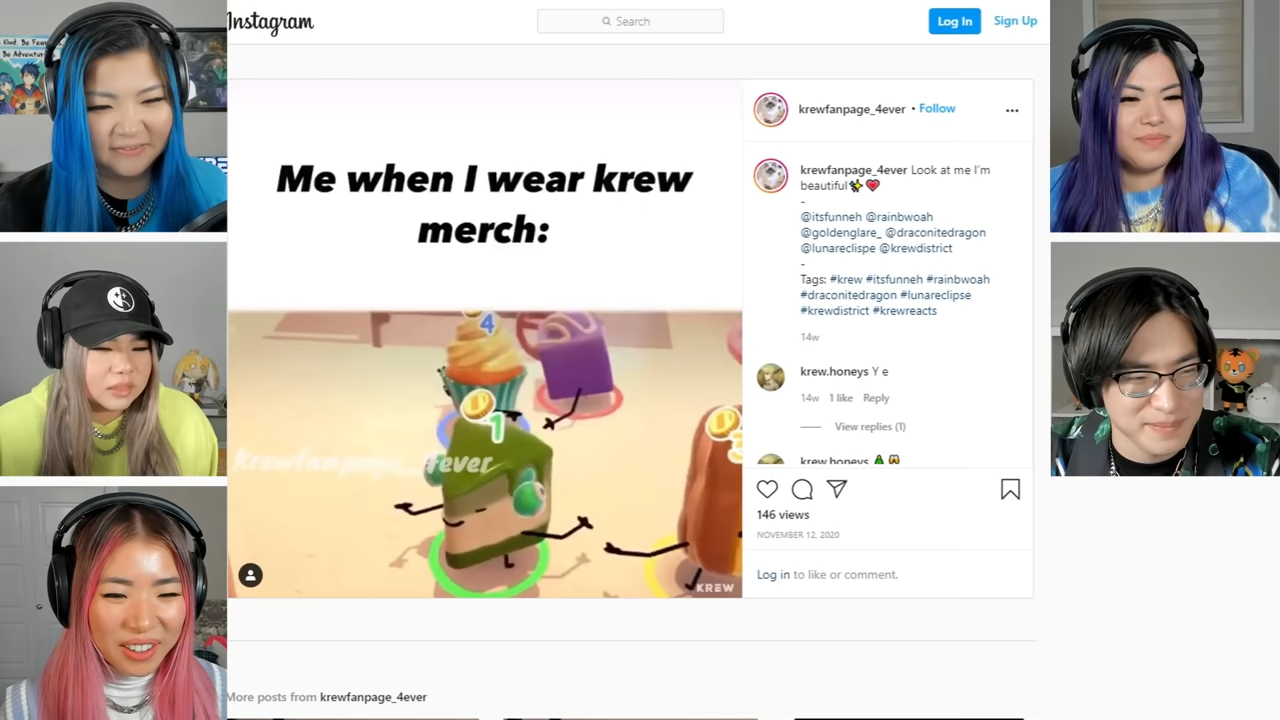 Instagram
Search
Log In
Sign Up
Me when I wear krew
merch:
4
1
krewfanpage_4ever
KREW
krewfanpage_4ever • Follow
krewfanpage_4ever Look at me I'm
beautiful✨❤️
-
@itsfunneh @rainbwoah
@goldenglare_ @draconitedragon
@lunareclispe @krewdistrict
-
Tags: #krew #itsfunneh #rainbwoah
#draconitedragon #lunareclipse
#krewdistrict #krewreacts
14w
krew.honeys Y e
14w 1 like Reply
View replies (1)
krew.honeys
146 views
NOVEMBER 12, 2020
Log in to like or comment.
More posts from krewfanpage_4ever